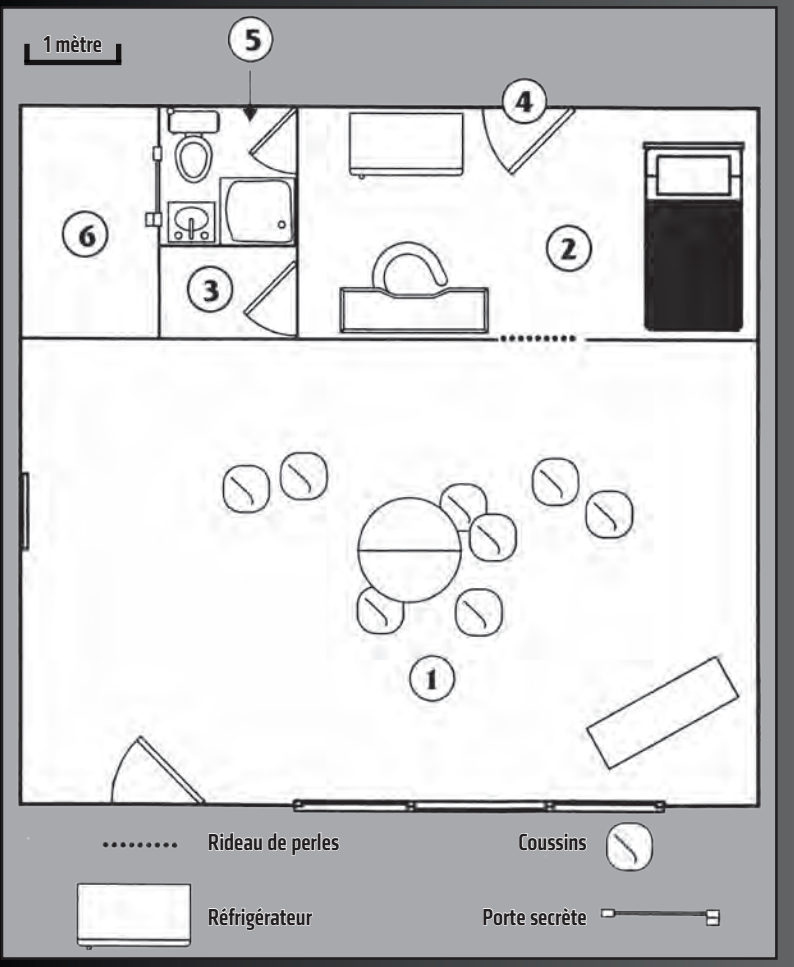 1 mètre
5
4
6
2
3
1
Rideau de perles
Coussins
Réfrigérateur
Porte secrète